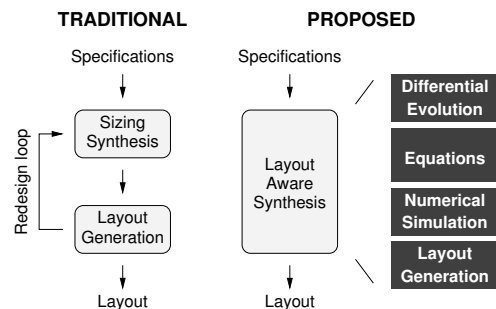 TRADITIONAL
Specifications
Redesign loop
Sizing
Synthesis
Layout
Generation
Layout
PROPOSED
Specifications
Layout
Aware
Synthesis
Layout
Differential
Evolution
Equations
Numerical
Simulation
Layout
Generation